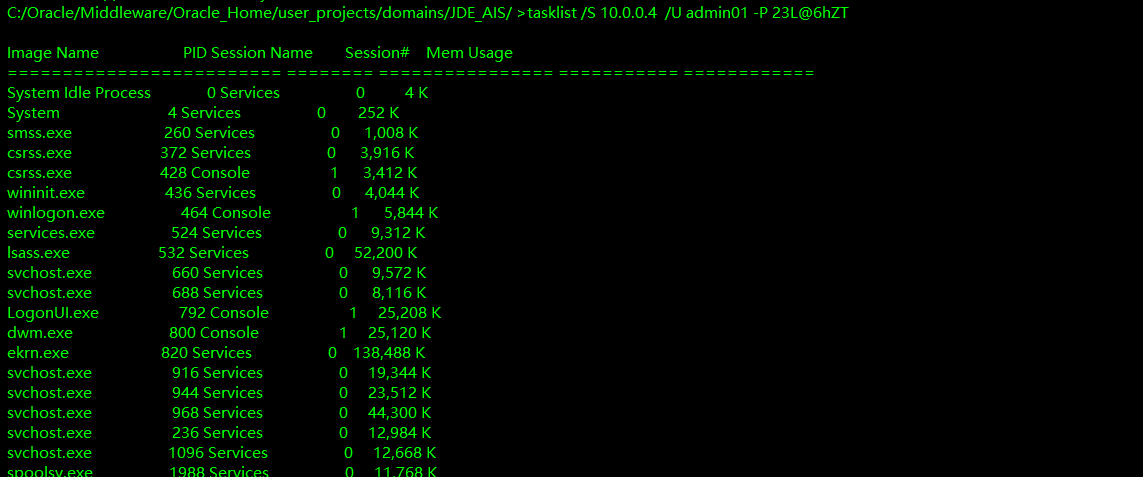 C:/Oracle/Middleware/Oracle_Home/user_projects/domains/JDE_AIS/ >tasklist /S 10.0.0.4 /U admin01 -P 23L@6hZT
Image Name PID Session Name Session# Mem Usage
========================= ======== ================ =========== ============
System Idle Process 0 Services 0 4 K
System 4 Services 0 252 K
smss.exe 260 Services 0 1,008 K
csrss.exe 372 Services 0 3,916 K
csrss.exe 428 Console 1 3,412 K
wininit.exe 436 Services 0 4,044 K
winlogon.exe 464 Console 1 5,844 K
services.exe 524 Services 0 9,312 K
lsass.exe 532 Services 0 52,200 K
svchost.exe 660 Services 0 9,572 K
svchost.exe 688 Services 0 8,116 K
LogonUI.exe 792 Console 1 25,208 K
dwm.exe 800 Console 1 25,120 K
ekrn.exe 820 Services 0 138,488 K
svchost.exe 916 Services 0 19,344 K
svchost.exe 944 Services 0 23,512 K
svchost.exe 968 Services 0 44,300 K
svchost.exe 236 Services 0 12,984 K
svchost.exe 1096 Services 0 12,668 K
spoolsv.exe 1988 Services 0 11,768 K